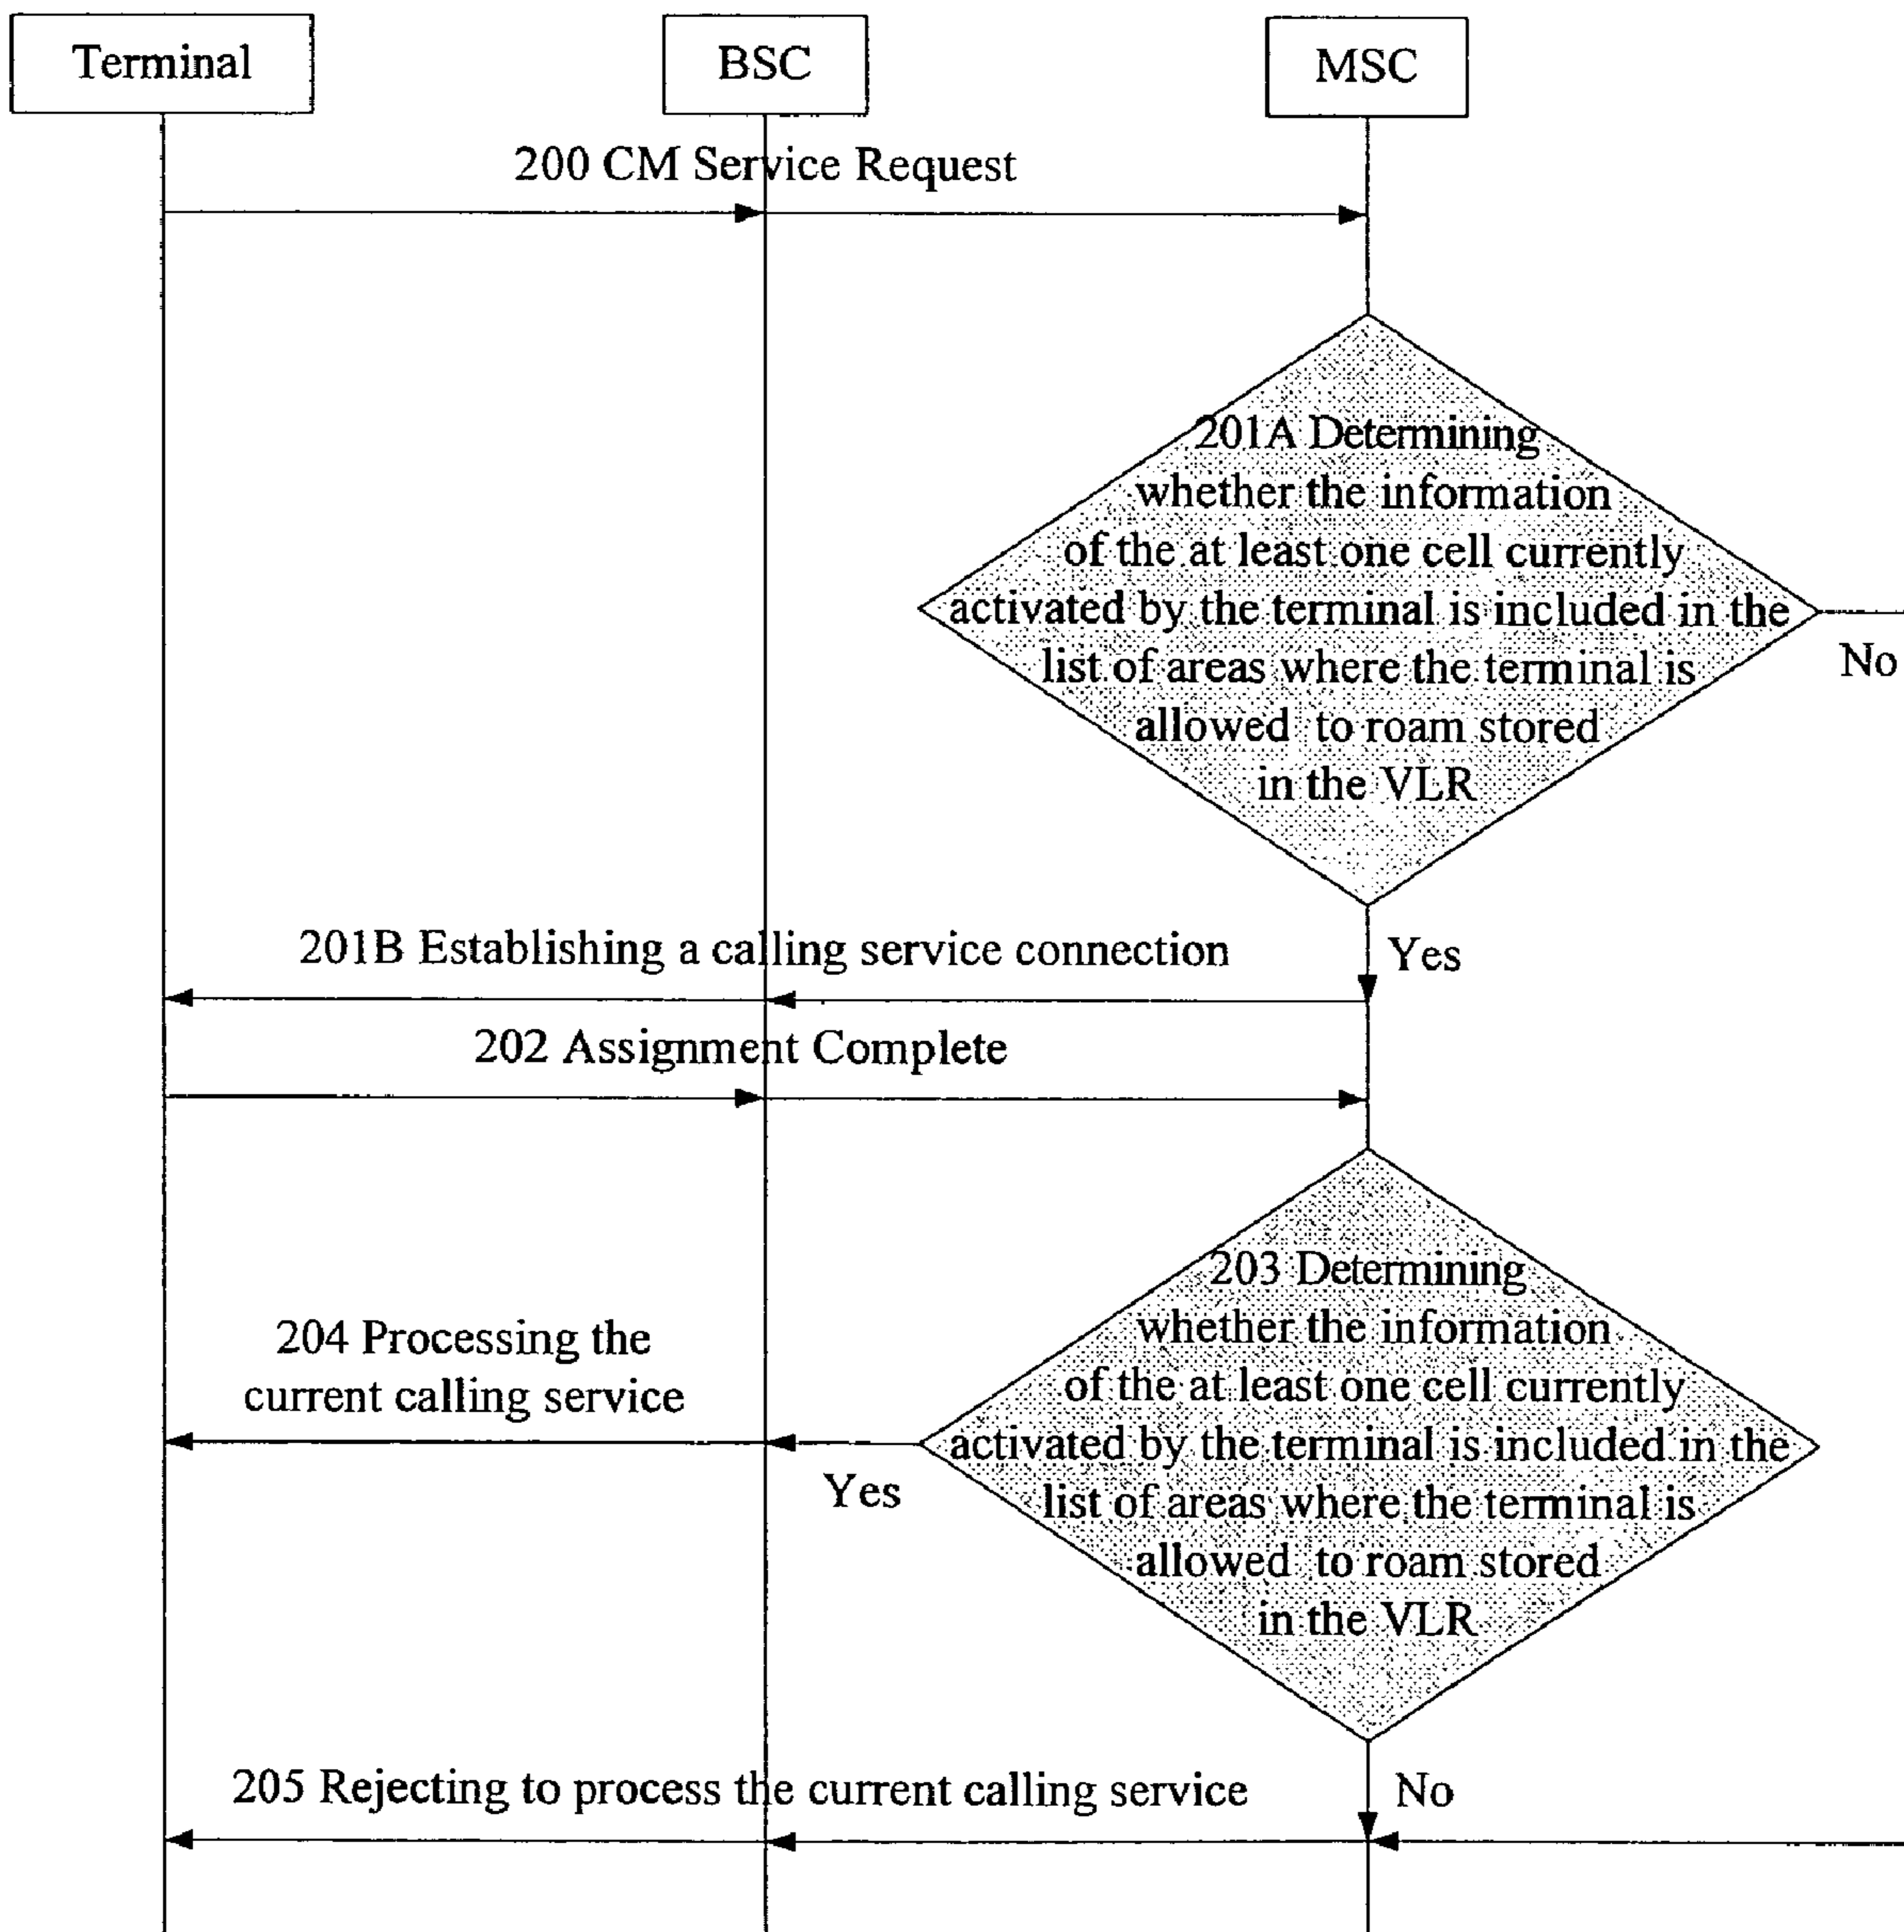 Terminal
BSC
MSC
200 CM Service Request
201A Determining
whether the information
of the at least one cell currently
activated by the terminal is included in the
list of areas where the terminal is
allowed to roam stored
in the VLR
No
201B Establishing a calling service connection
Yes
202 Assignment Complete
203 Determining
whether the information
of the at least one cell currently
activated by the terminal is included in the
list of areas where the terminal is
allowed to roam stored
in the VLR
204 Processing the
current calling service
Yes
205 Rejecting to process the current calling service
No